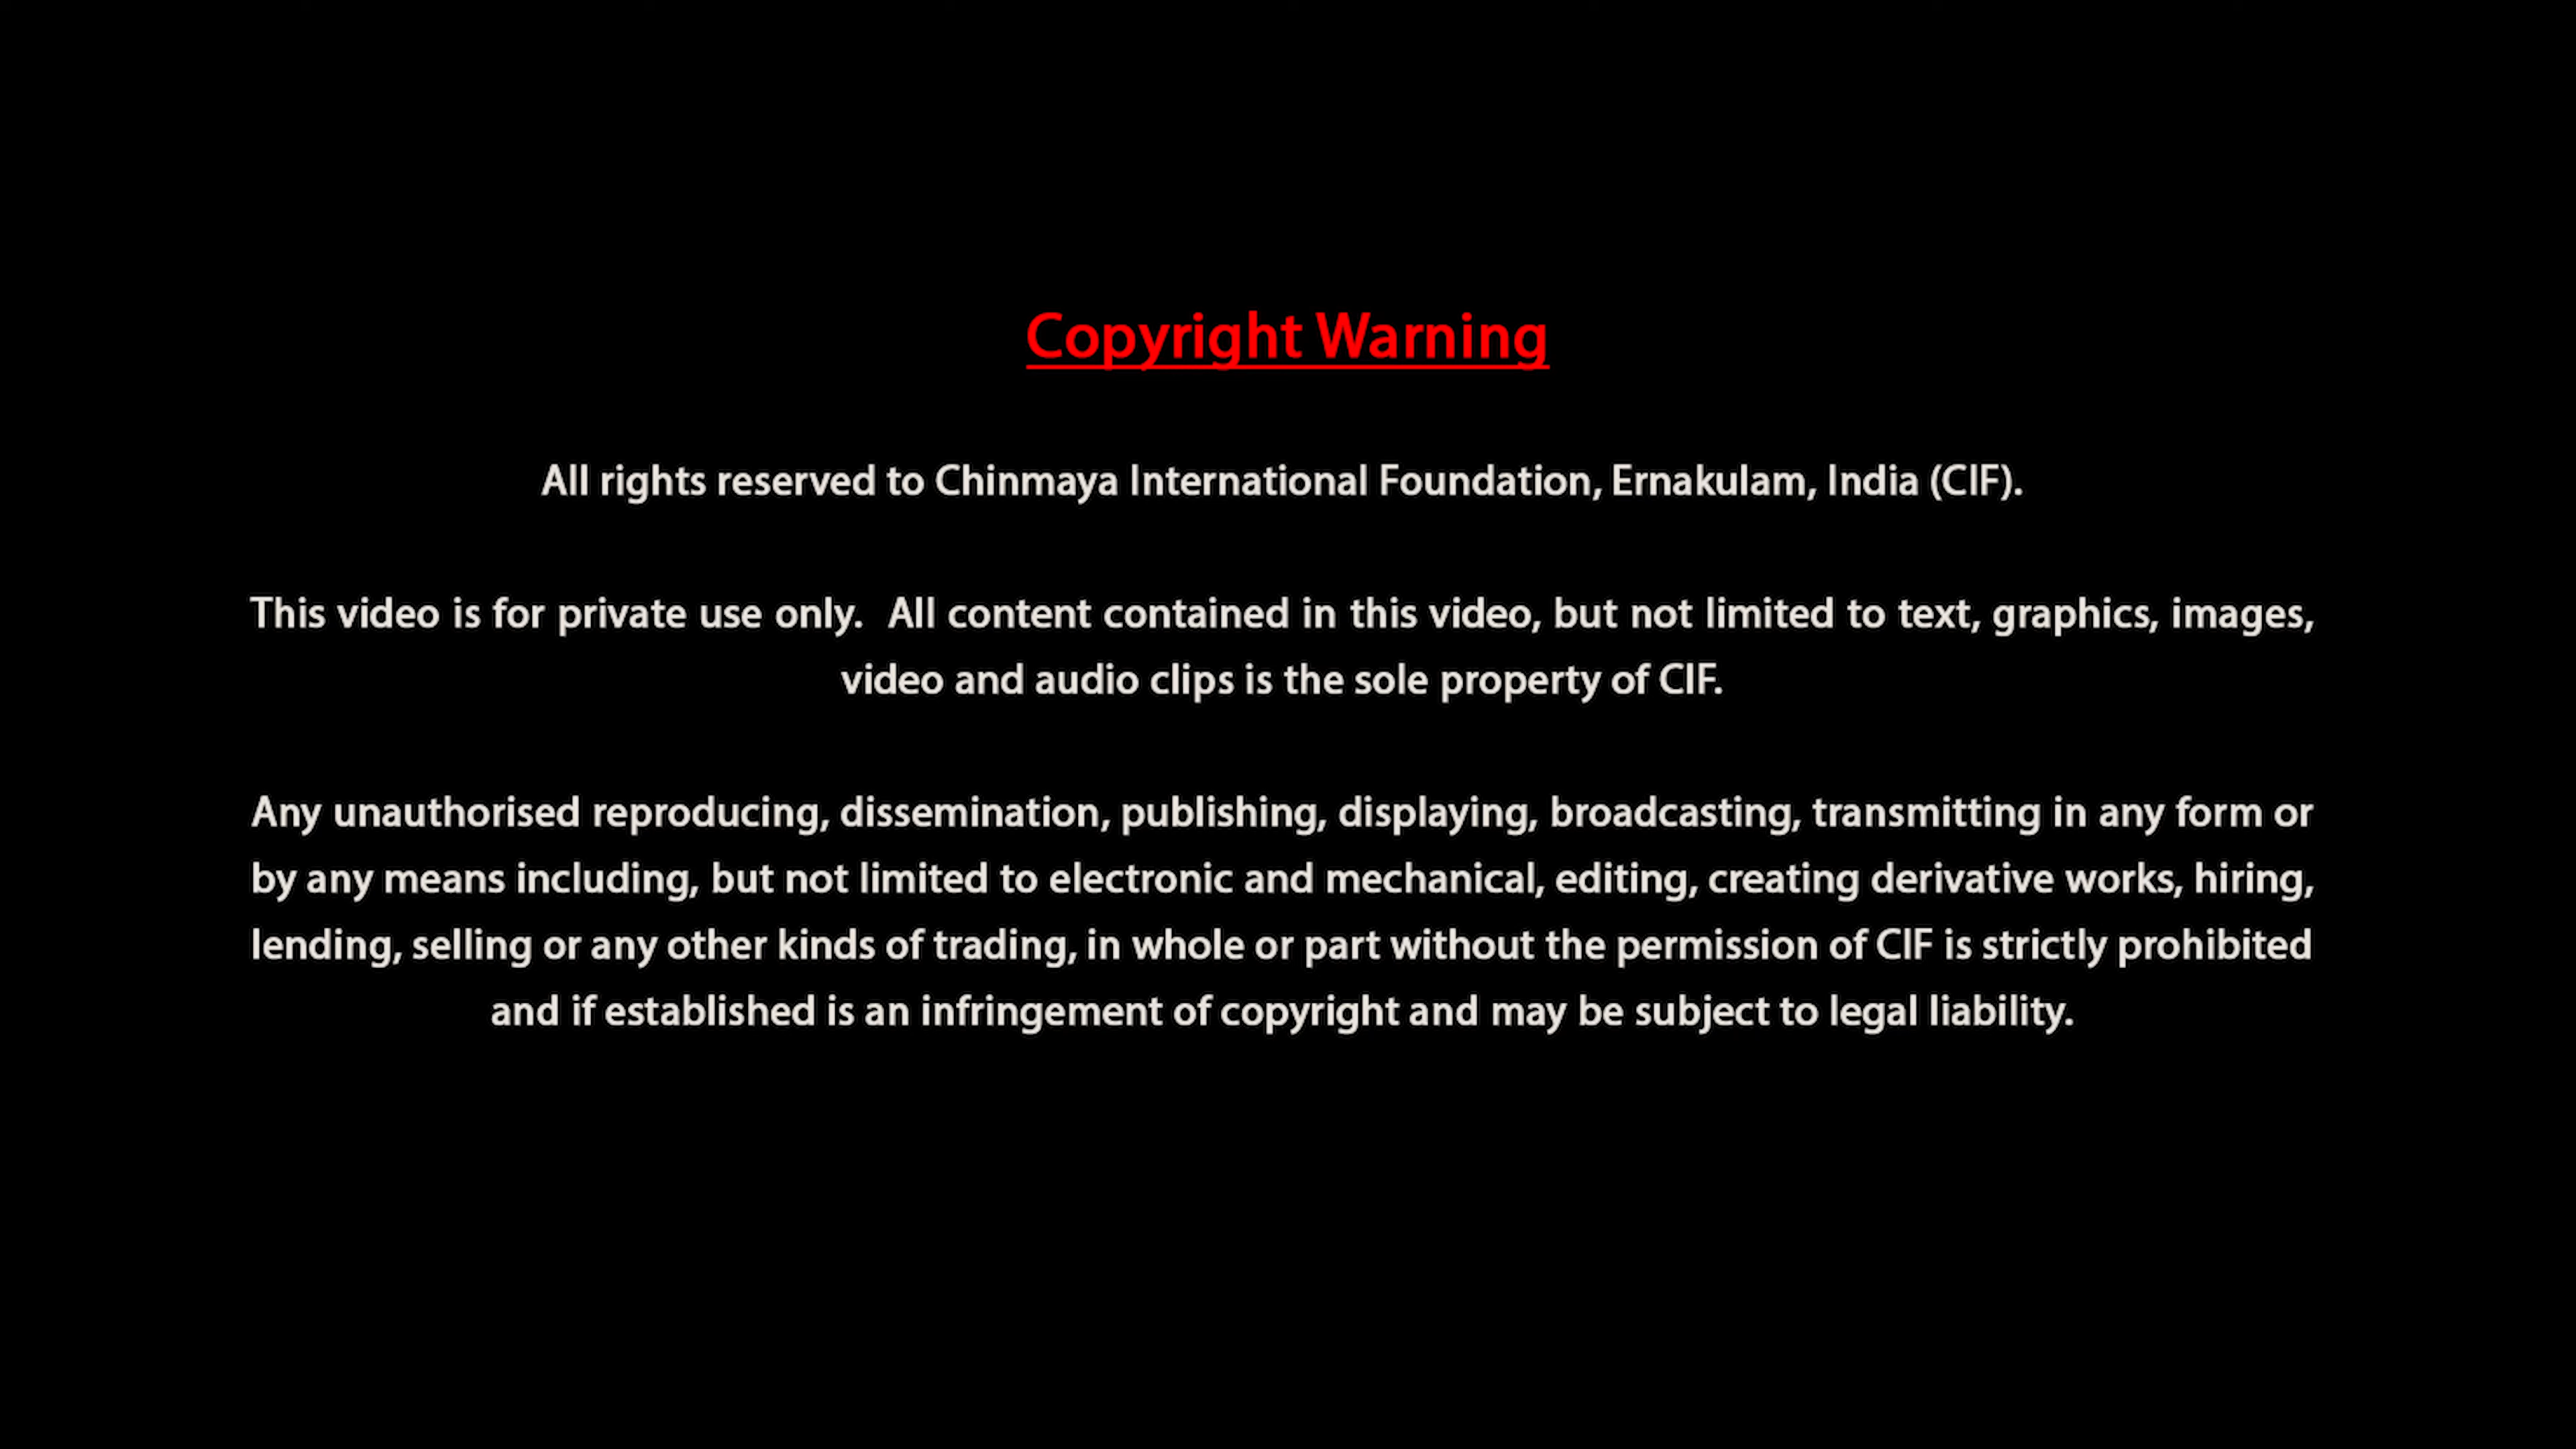 Copyright Warning
All rights reserved to Chinmaya International Foundation, Ernakulam, India (CIF).
This video is for private use only.  All content contained in this video, but not limited to text, graphics, images,
video and audio clips is the sole property of CIF.
Any unauthorised reproducing, dissemination, publishing, displaying, broadcasting, transmitting in any form or
by any means including, but not limited to electronic and mechanical, editing, creating derivative works, hiring,
lending, selling or any other kinds of trading, in whole or part without the permission of CIF is strictly prohibited
and if established is an infringement of copyright and may be subject to legal liability.